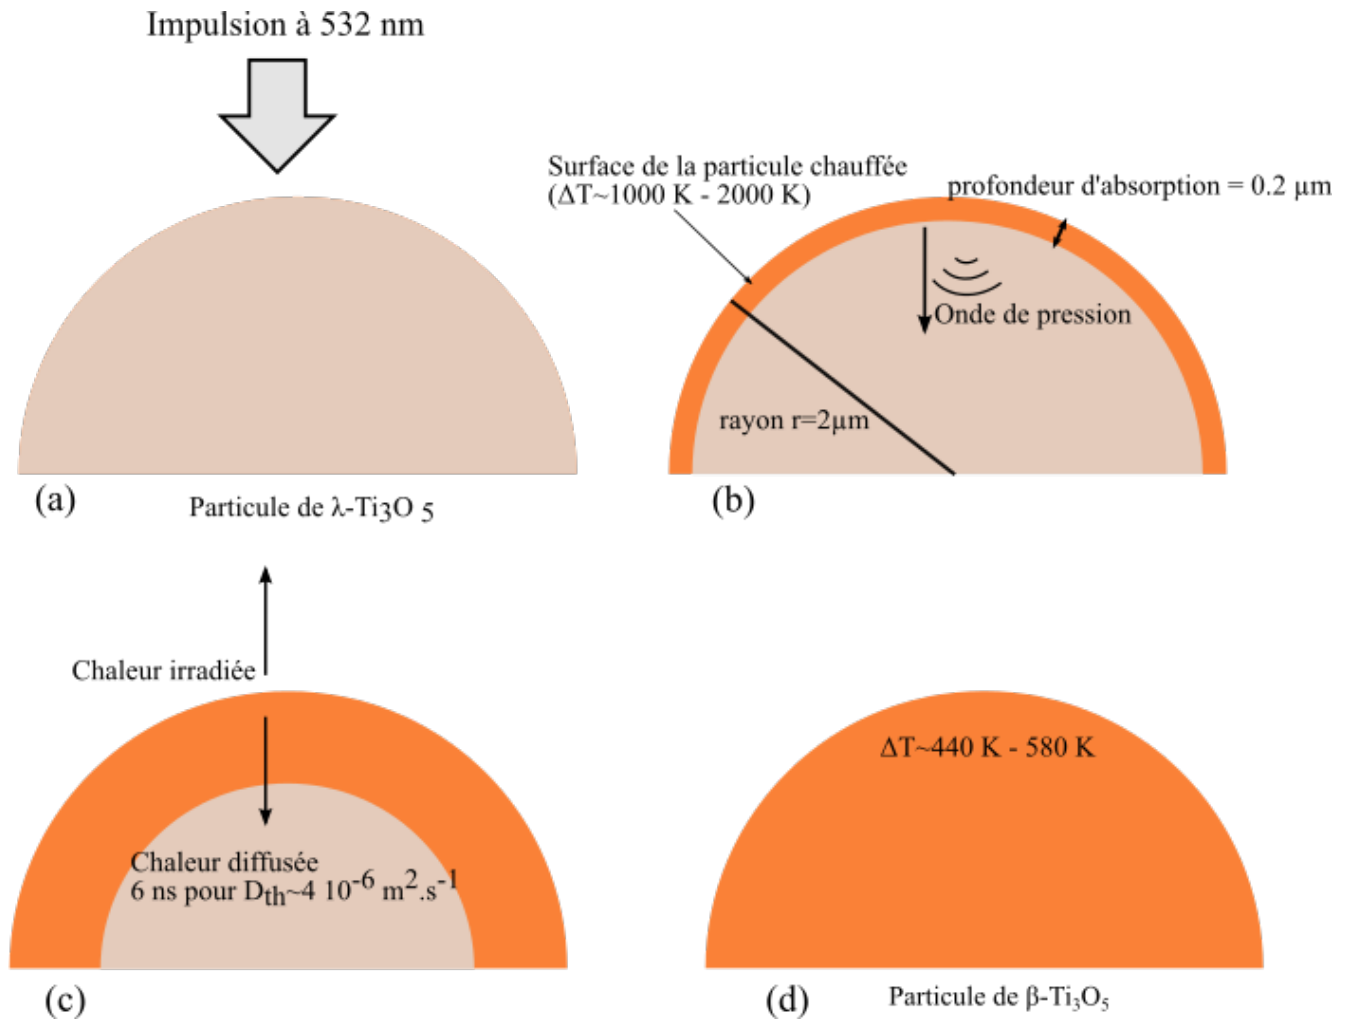 Impulsion à 532 nm
Surface de la particule chauffée
(ΔT~1000 K - 2000 K)
profondeur d'absorption = 0.2 µm
Onde de pression
rayon r=2µm
(a)
Particule de λ-Ti3O 5
(b)
Chaleur irradiée
Chaleur diffusée
6 ns pour Dth~4 10-6 m2.s-1
ΔT~440 K - 580 K
(c)
(d)
Particule de β-Ti₃O₅